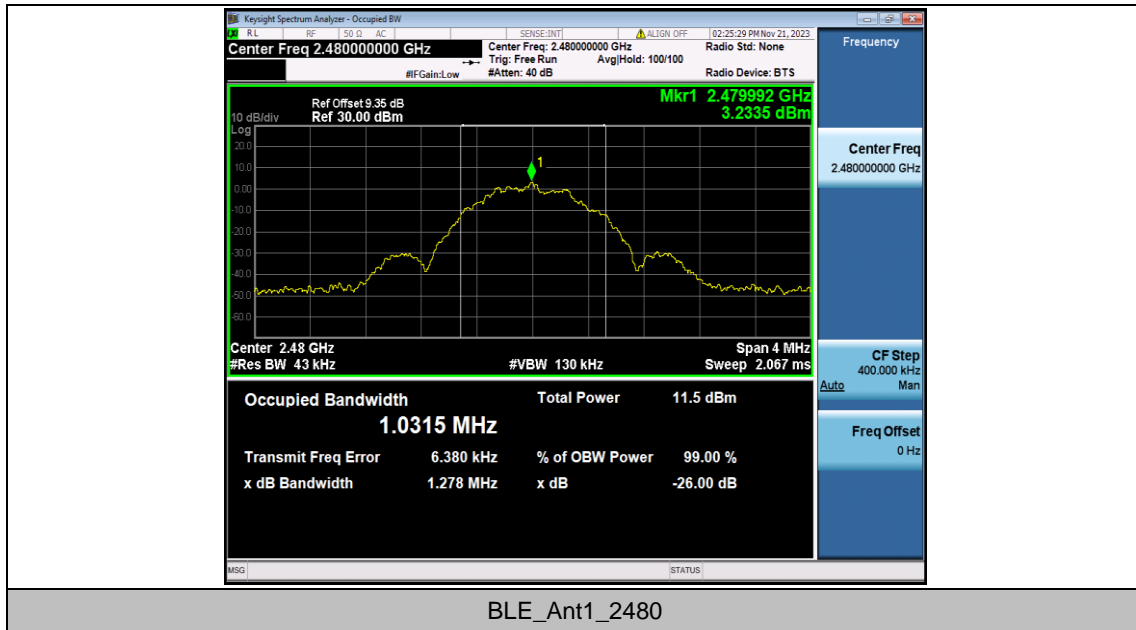 Keysight Spectrum Analyzer - Occupied BW
RL RF 50 Ω AC SENSE:INT ALIGN OFF 02:25:29 PM Nov 21, 2023
Center Freq 2.480000000 GHz Center Freq: 2.480000000 GHz Radio Std: None
Trig: Free Run Avg|Hold: 100/100
#IFGain:Low #Atten: 40 dB Radio Device: BTS
Ref Offset 9.35 dB Mkr1 2.479992 GHz
10 dB/div Ref 30.00 dBm 3.2335 dBm
Log
20.0
10.0
1
0.00
-10.0
-20.0
-30.0
-40.0
-50.0
-60.0
Center 2.48 GHz Span 4 MHz
#Res BW 43 kHz #VBW 130 kHz Sweep 2.067 ms
Occupied Bandwidth Total Power 11.5 dBm
1.0315 MHz
Transmit Freq Error 6.380 kHz % of OBW Power 99.00 %
x dB Bandwidth 1.278 MHz x dB -26.00 dB
MSG STATUS
Frequency
Center Freq
2.480000000 GHz
CF Step
400.000 kHz
Auto Man
Freq Offset
0 Hz
BLE_Ant1_2480